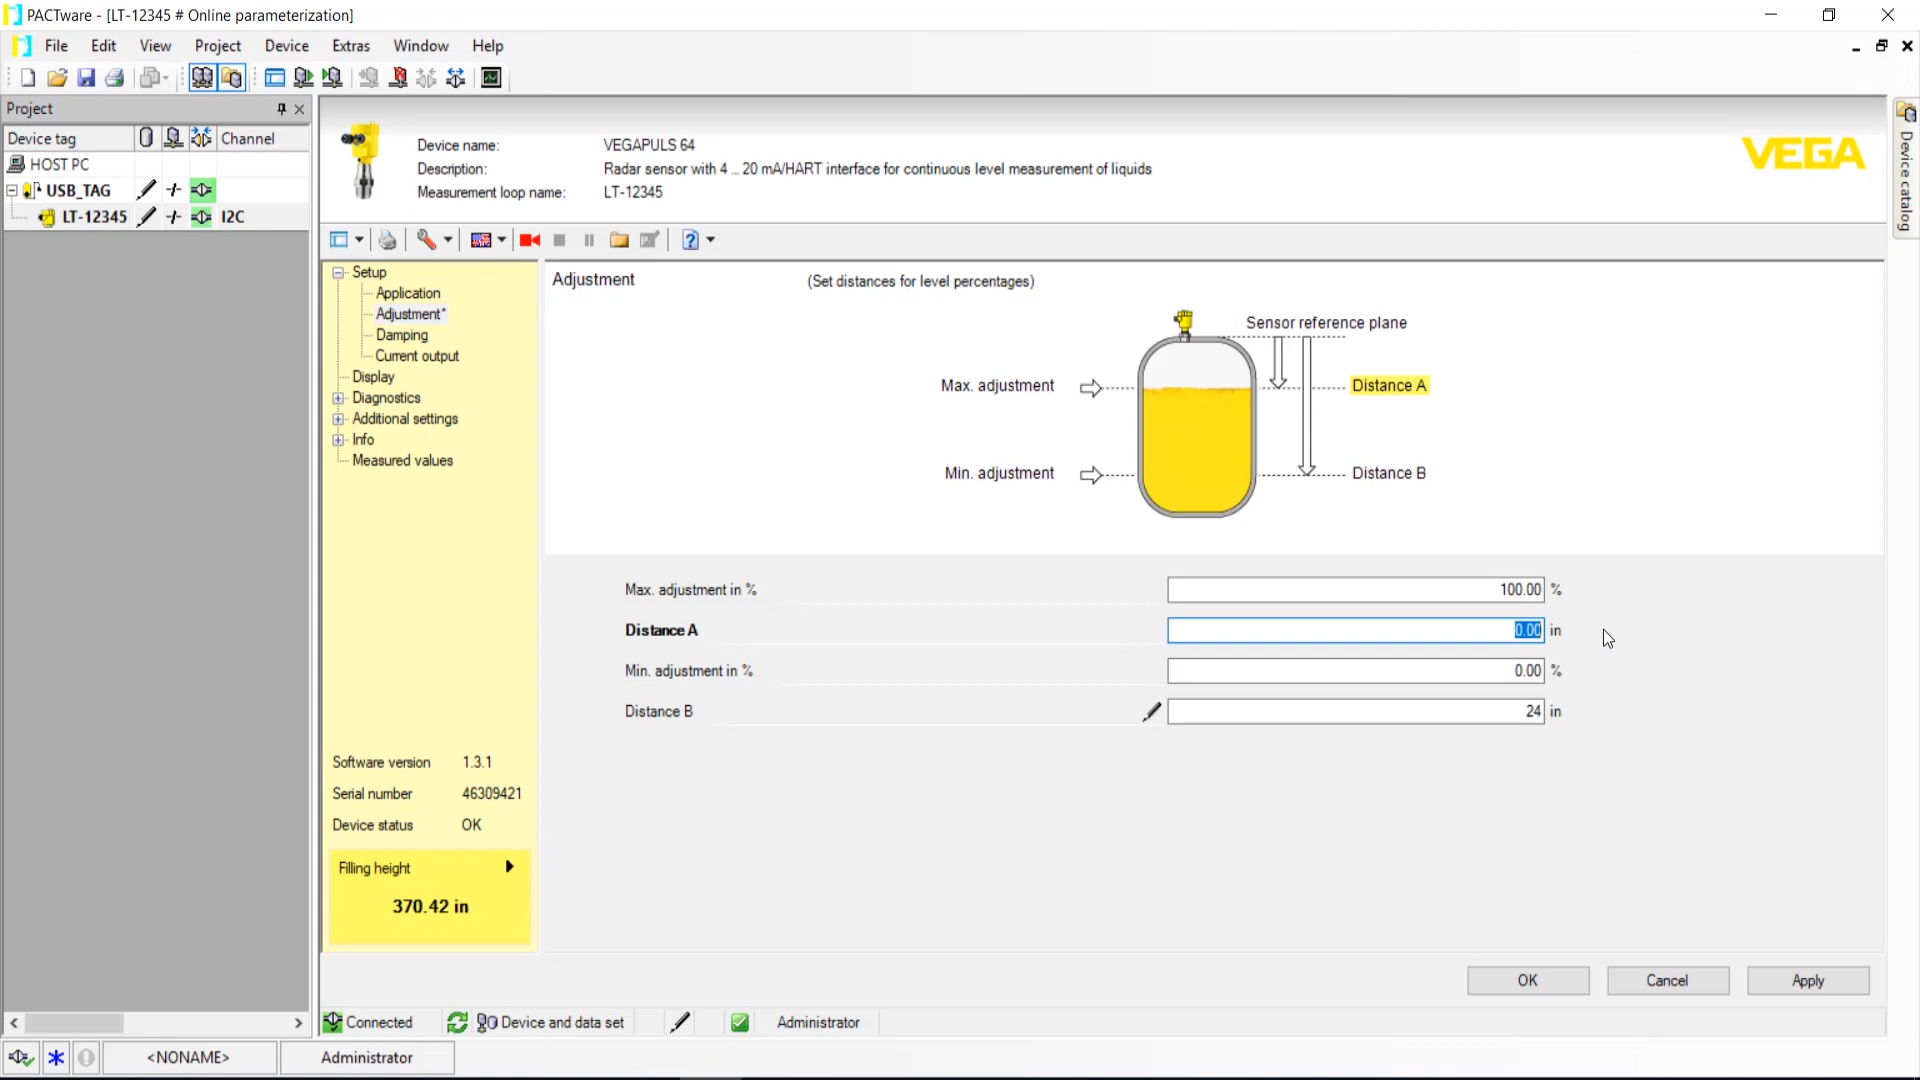 PACTware - [LT-12345 # Online parameterization]
File Edit View Project Device Extras Window Help
Project
Device tag Channel
HOST PC
USB_TAG
LT-12345 I2C
Device name: VEGAPULS 64
Description: Radar sensor with 4 ... 20 mA/HART interface for continuous level measurement of liquids
Measurement loop name: LT-12345
VEGA
Device catalog
Setup
Application
Adjustment*
Damping
Current output
Display
Diagnostics
Additional settings
Info
Measured values
Software version 1.3.1
Serial number 46309421
Device status OK
Filling height
370.42 in
Adjustment (Set distances for level percentages)
Sensor reference plane
Max. adjustment Distance A
Min. adjustment Distance B
Max. adjustment in % 100.00 %
Distance A 0.00 in
Min. adjustment in % 0.00 %
Distance B 24 in
OK Cancel Apply
Connected Device and data set Administrator
<NONAME> Administrator